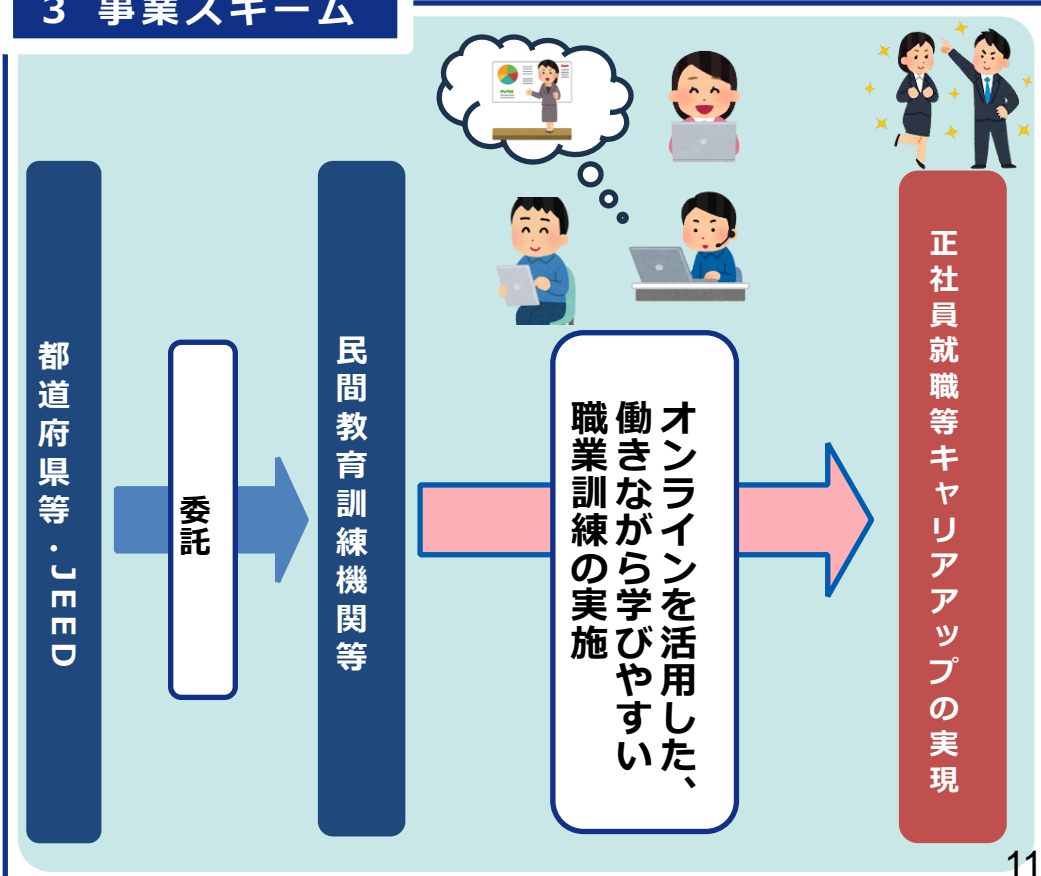 3 事業スキーム
都道府県等．JEED
委託
民間教育訓練機関等
オンラインを活用した、
働きながら学びやすい
職業訓練の実施
正社員就職等キャリアアップの実現
11